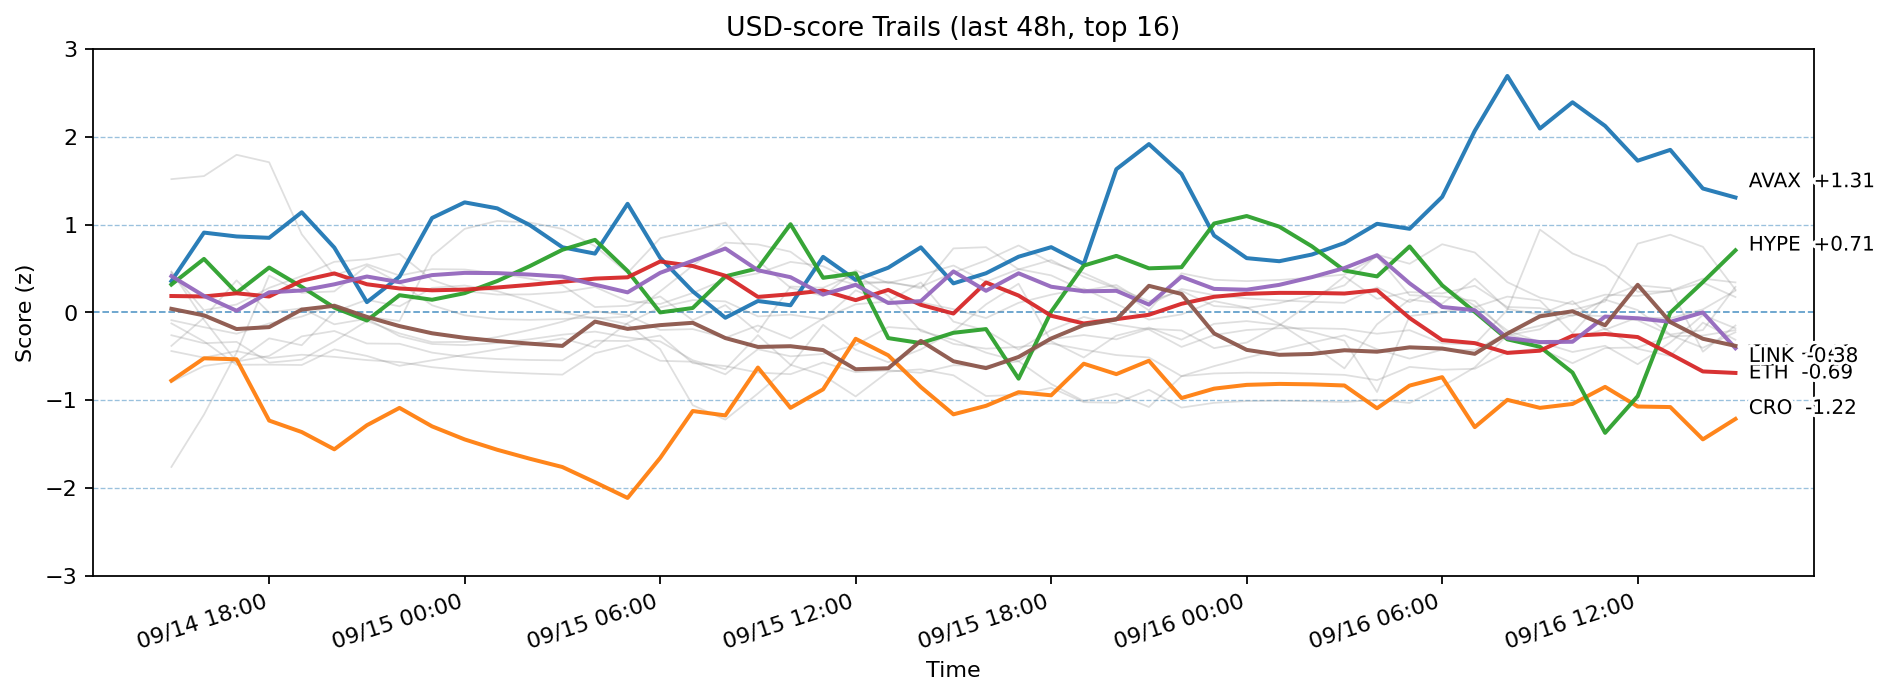 USD-score Trails (last 48h, top 16)
3
2
1
0
−1
−2
−3
Score (z)
AVAX +1.31
HYPE +0.71
LINK -0.38
ETH -0.69
CRO -1.22
09/14 18:00
09/15 00:00
09/15 06:00
09/15 12:00
09/15 18:00
09/16 00:00
09/16 06:00
09/16 12:00
Time